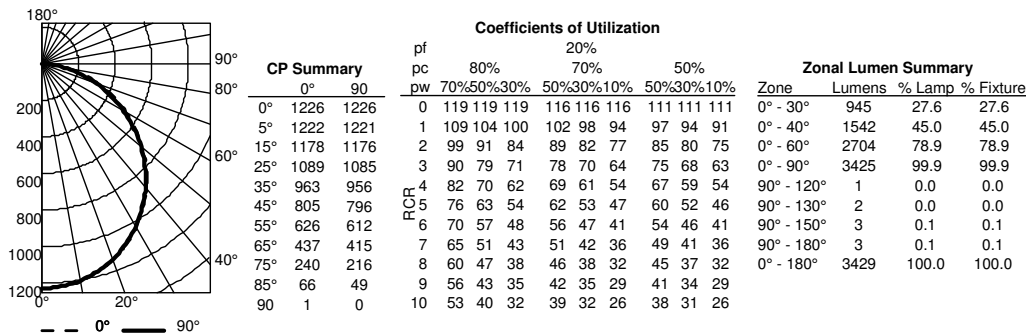 180°
90°
80°
60°
40°
20°
0°
200
400
600
800
1000
1200
0° 90°
CP Summary
0° 90
0° 1226 1226
5° 1222 1221
15° 1178 1176
25° 1089 1085
35° 963 956
45° 805 796
55° 626 612
65° 437 415
75° 240 216
85° 66 49
90 1 0
Coefficients of Utilization
pf 20%
pc 80% 70% 50%
pw 70%50%30% 50%30%10% 50%30%10%
RCR
0 119 119 119 116 116 116 111 111 111
1 109 104 100 102 98 94 97 94 91
2 99 91 84 89 82 77 85 80 75
3 90 79 71 78 70 64 75 68 63
4 82 70 62 69 61 54 67 59 54
5 76 63 54 62 53 47 60 52 46
6 70 57 48 56 47 41 54 46 41
7 65 51 43 51 42 36 49 41 36
8 60 47 38 46 38 32 45 37 32
9 56 43 35 42 35 29 41 34 29
10 53 40 32 39 32 26 38 31 26
Zonal Lumen Summary
Zone Lumens % Lamp % Fixture
0° - 30° 945 27.6 27.6
0° - 40° 1542 45.0 45.0
0° - 60° 2704 78.9 78.9
0° - 90° 3425 99.9 99.9
90° - 120° 1 0.0 0.0
90° - 130° 2 0.0 0.0
90° - 150° 3 0.1 0.1
90° - 180° 3 0.1 0.1
0° - 180° 3429 100.0 100.0